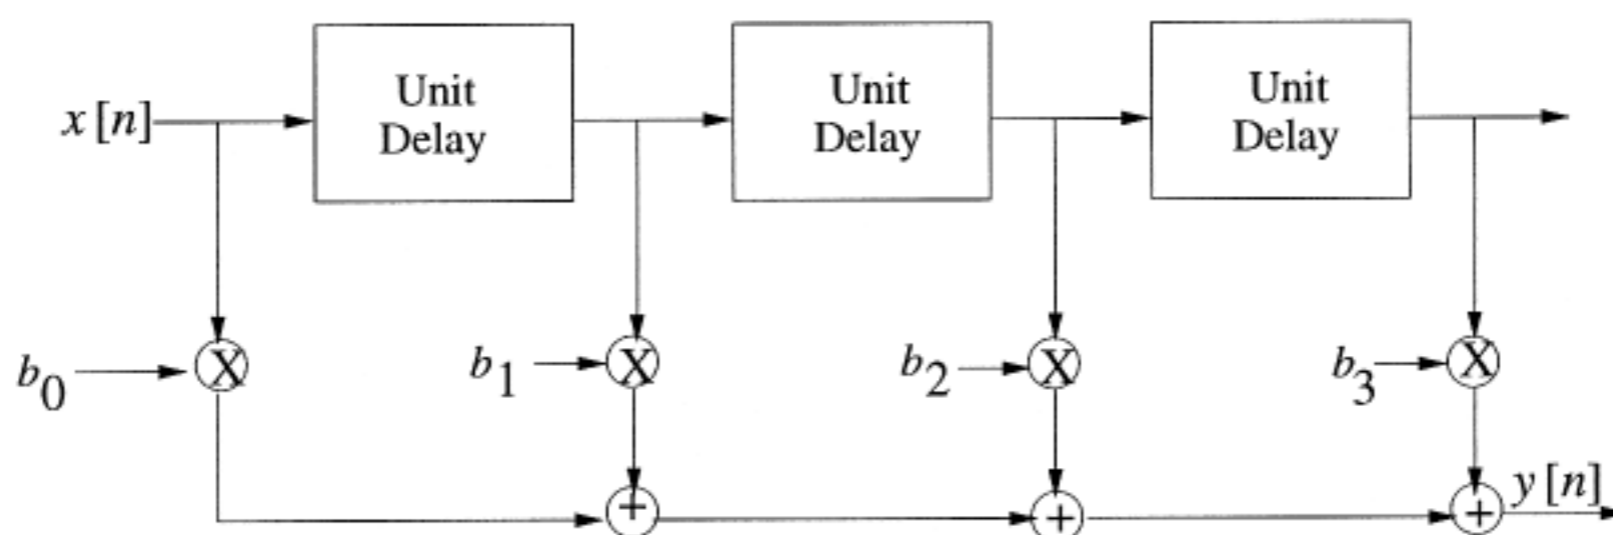 x [n]
Unit
Delay
Unit
Delay
Unit
Delay
b0
X
b1
X
b2
X
b3
X
+
+
+
y [n]